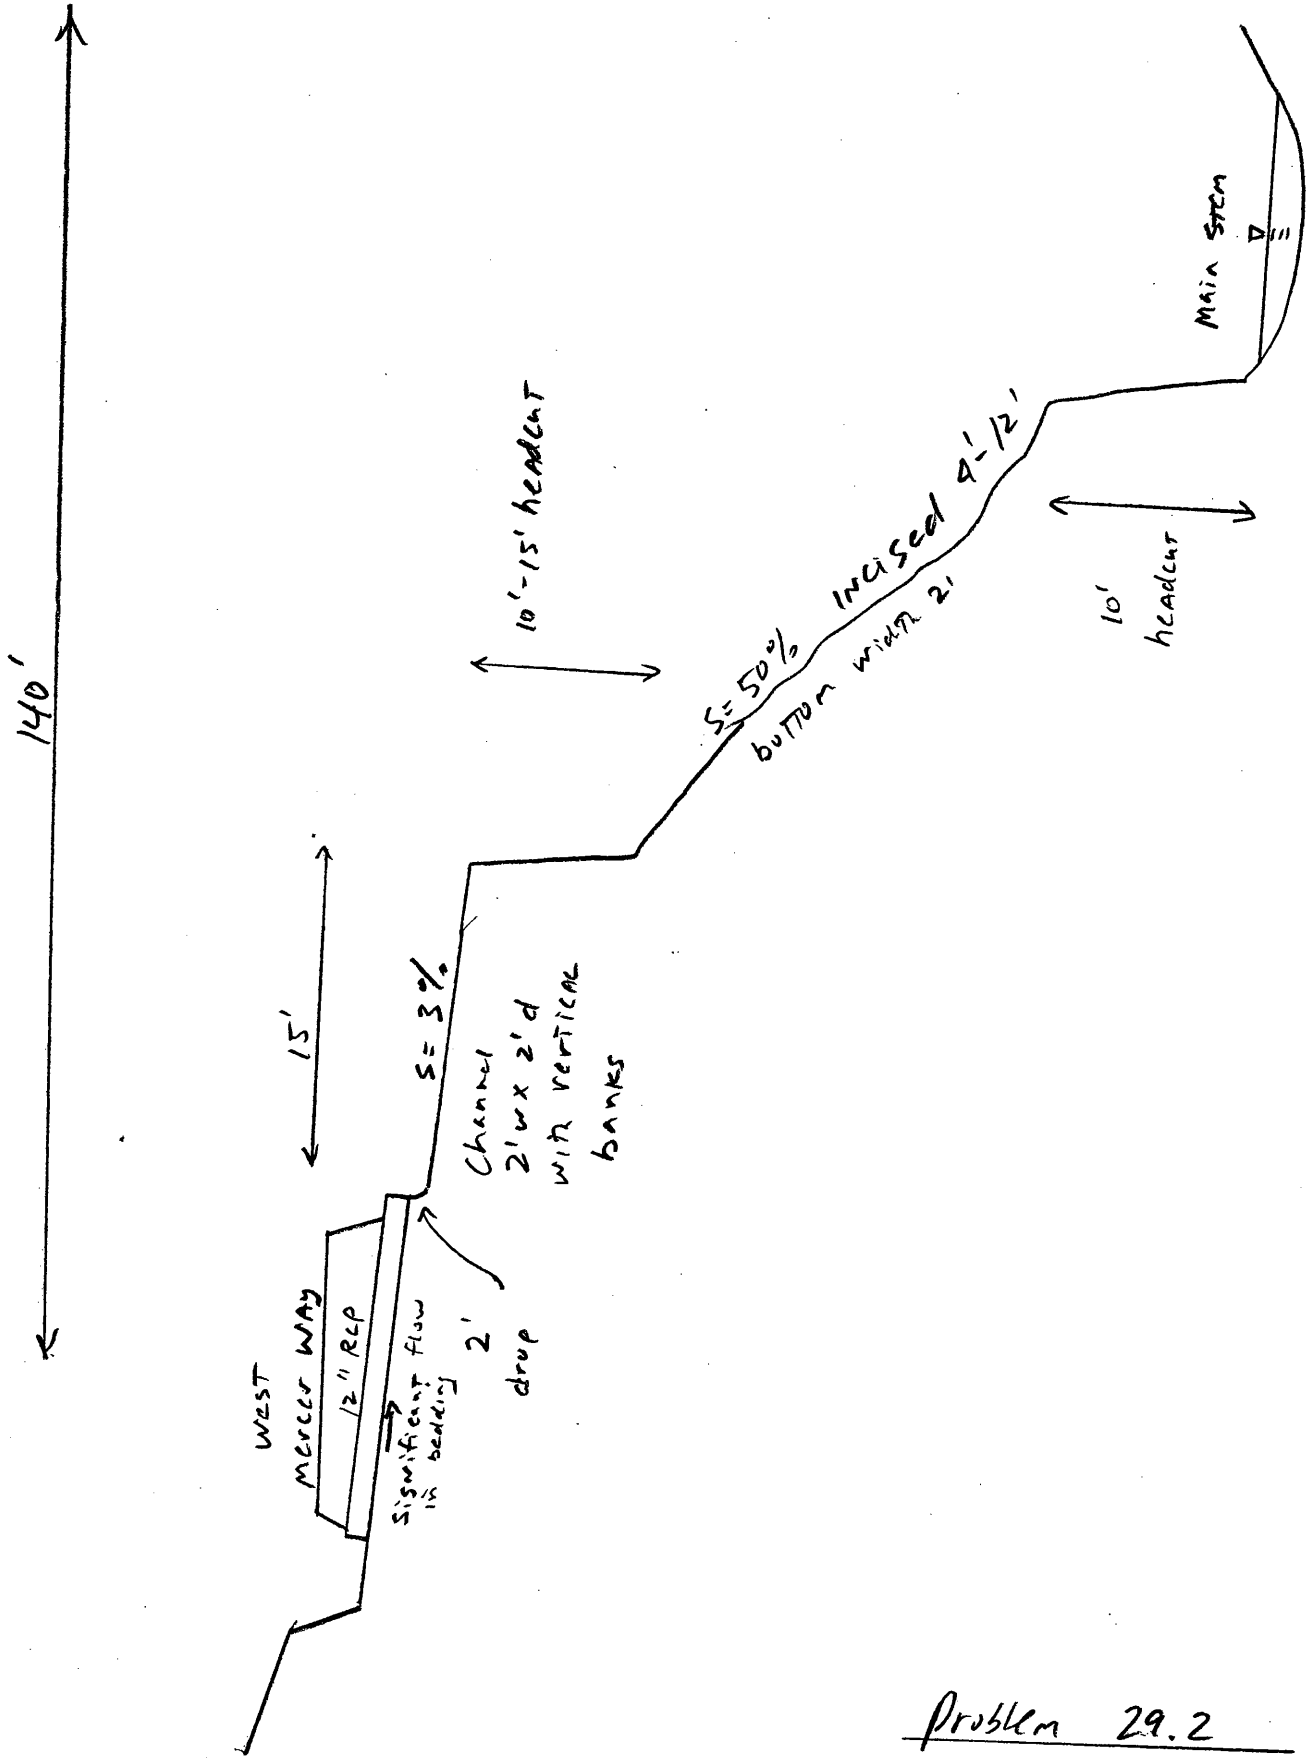 140'
15'
10'-15' headcut
WEST
Mercer WAY
12" RCP
Significant flow
in bedding
2'
drop
S= 3%
Channel
2'w x 2'd
with vertical
banks
S= 50%
INCISED 4'-12'
bottom width 2'
10'
headcut
Main STEM
Problem 29.2